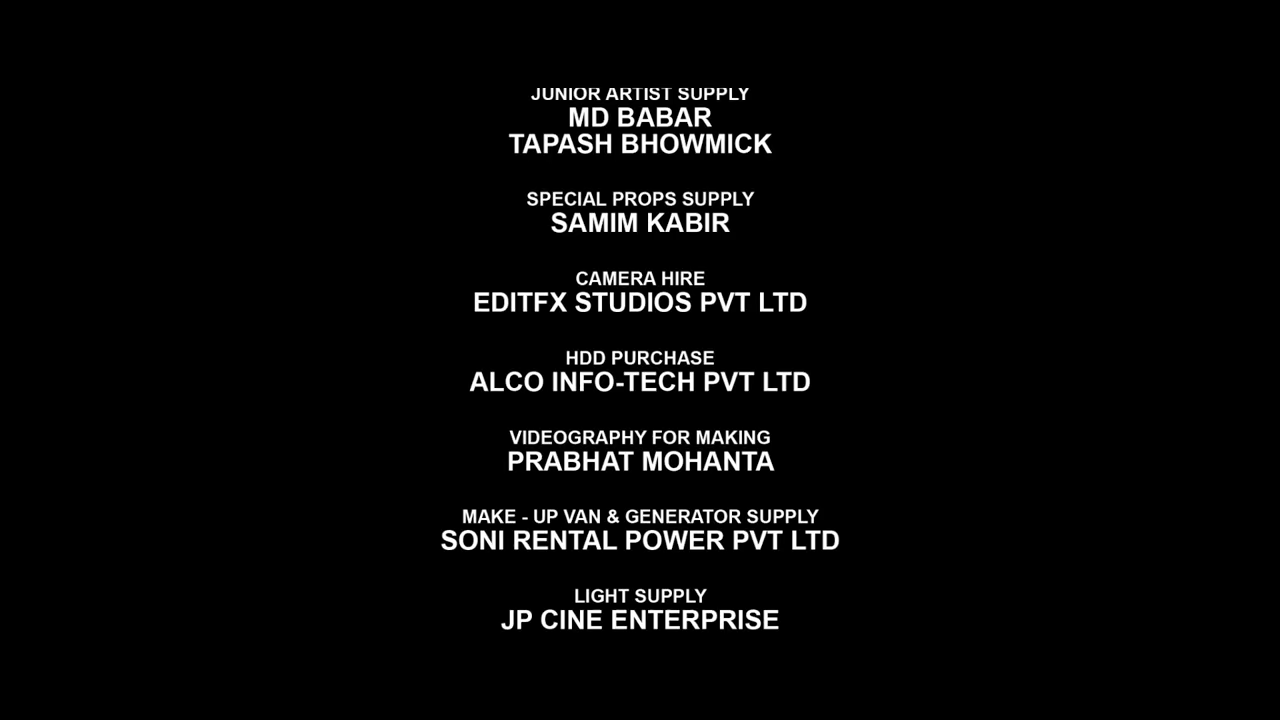 JUNIOR ARTIST SUPPLY
MD BABAR
TAPASH BHOWMICK
SPECIAL PROPS SUPPLY
SAMIM KABIR
CAMERA HIRE
EDITFX STUDIOS PVT LTD
HDD PURCHASE
ALCO INFO-TECH PVT LTD
VIDEOGRAPHY FOR MAKING
PRABHAT MOHANTA
MAKE - UP VAN & GENERATOR SUPPLY
SONI RENTAL POWER PVT LTD
LIGHT SUPPLY
JP CINE ENTERPRISE